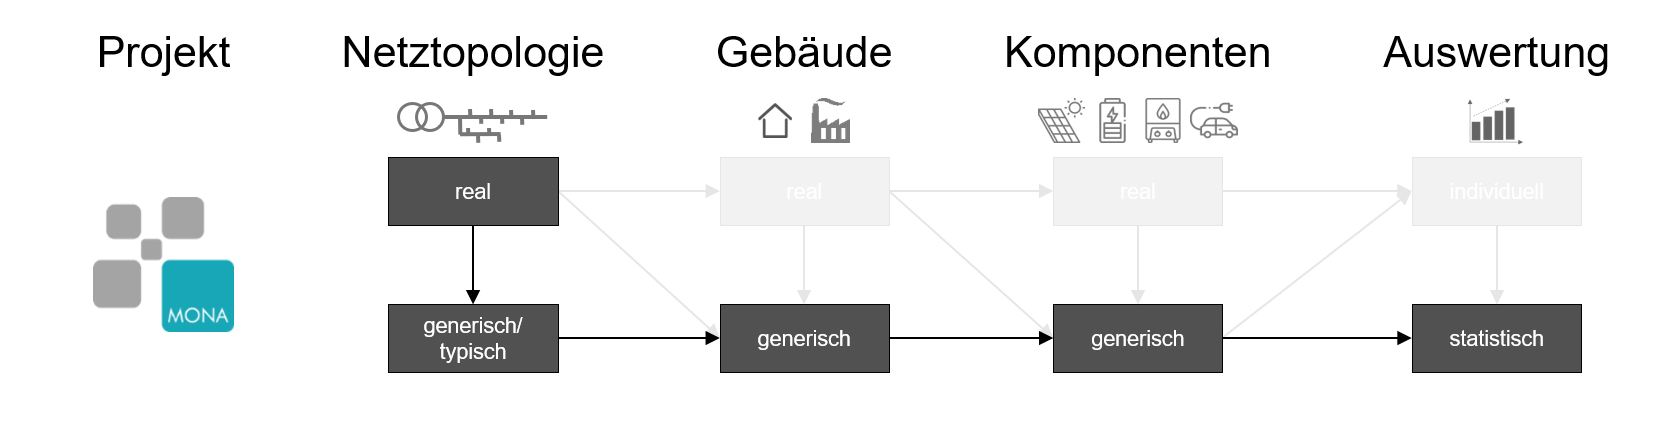 Projekt
Netztopologie
Gebäude
Komponenten
Auswertung
real
real
real
individuell
MONA
generisch/
typisch
generisch
generisch
statistisch